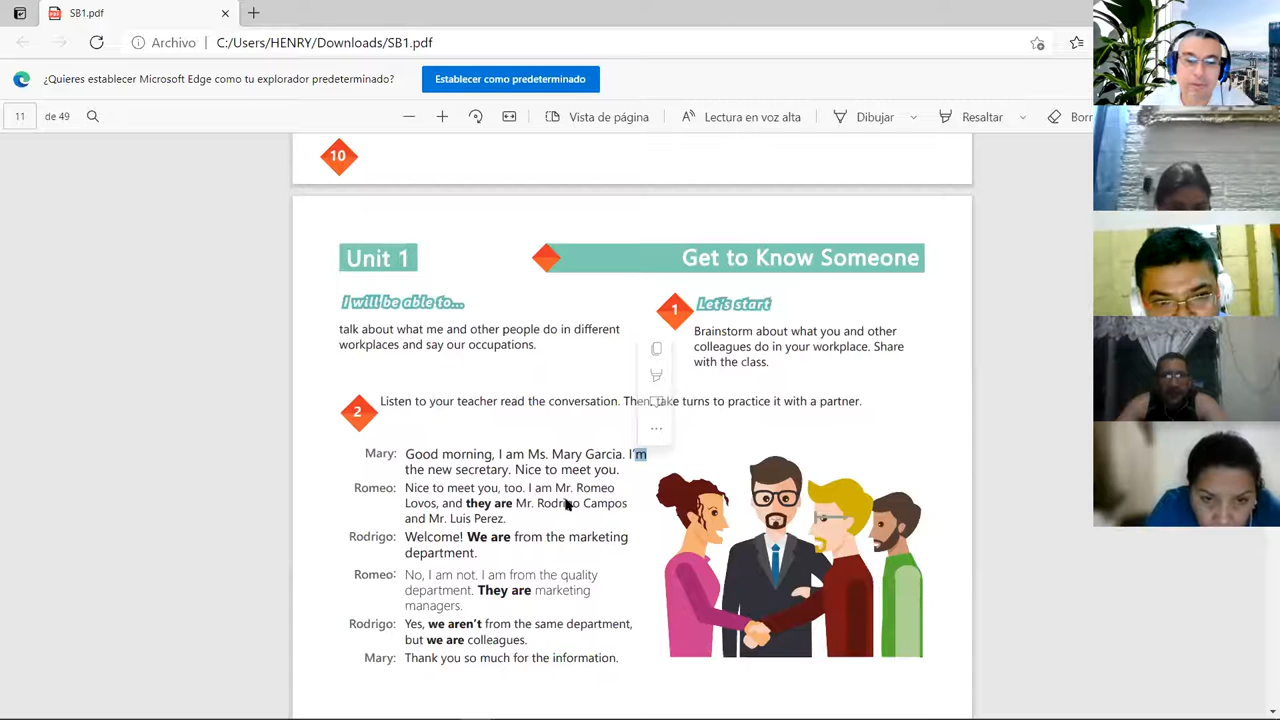 SB1.pdf
Archivo
C:/Users/HENRY/Downloads/SB1.pdf
¿Quieres establecer Microsoft Edge como tu explorador predeterminado?
Establecer como predeterminado
11
de 49
Vista de página
Lectura en voz alta
Dibujar
Resaltar
Borr
10
Unit 1
Get to Know Someone
I will be able to...
talk about what me and other people do in different
workplaces and say our occupations.
1
Let's start
Brainstorm about what you and other
colleagues do in your workplace. Share
with the class.
2
Listen to your teacher read the conversation. Then, take turns to practice it with a partner.
Mary: Good morning, I am Ms. Mary Garcia. I'm
the new secretary. Nice to meet you.
Romeo: Nice to meet you, too. I am Mr. Romeo
Lovos, and they are Mr. Rodrigo Campos
and Mr. Luis Perez.
Rodrigo: Welcome! We are from the marketing
department.
Romeo: No, I am not. I am from the quality
department. They are marketing
managers.
Rodrigo: Yes, we aren't from the same department,
but we are colleagues.
Mary: Thank you so much for the information.